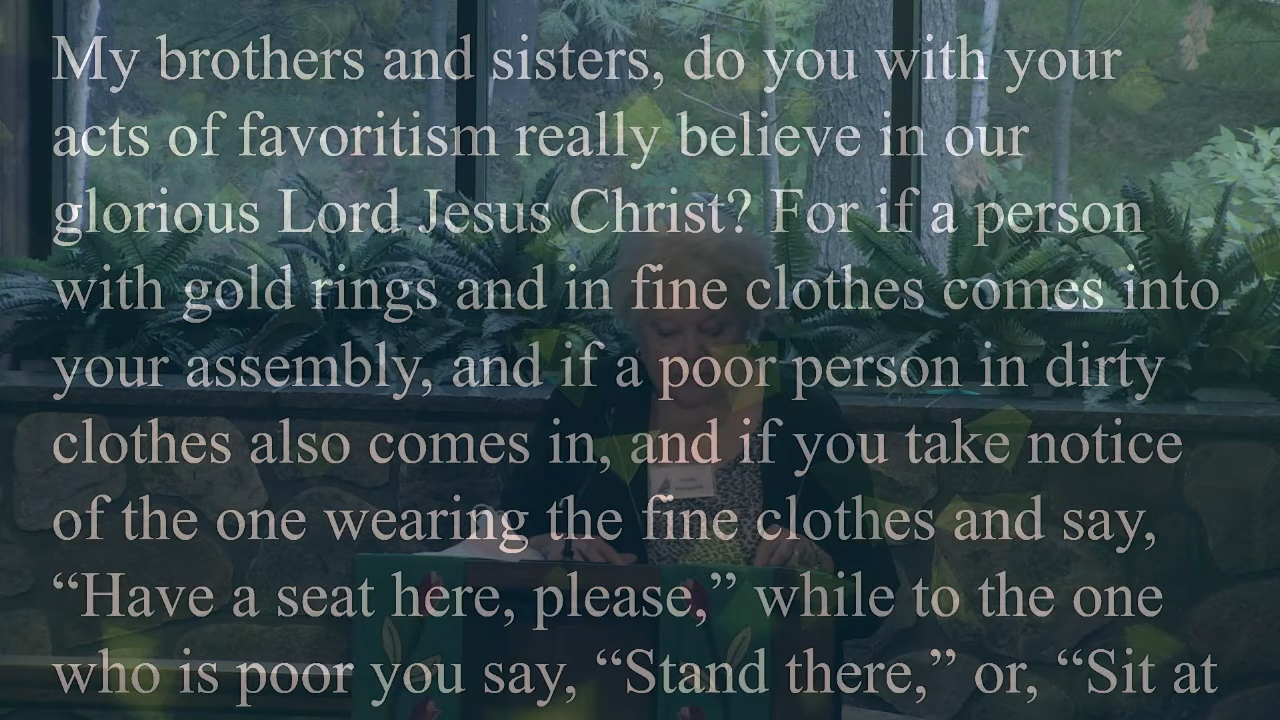 My brothers and sisters, do you with your
acts of favoritism really believe in our
glorious Lord Jesus Christ? For if a person
with gold rings and in fine clothes comes into
your assembly, and if a poor person in dirty
clothes also comes in, and if you take notice
of the one wearing the fine clothes and say,
“Have a seat here, please,” while to the one
who is poor you say, “Stand there,” or, “Sit at